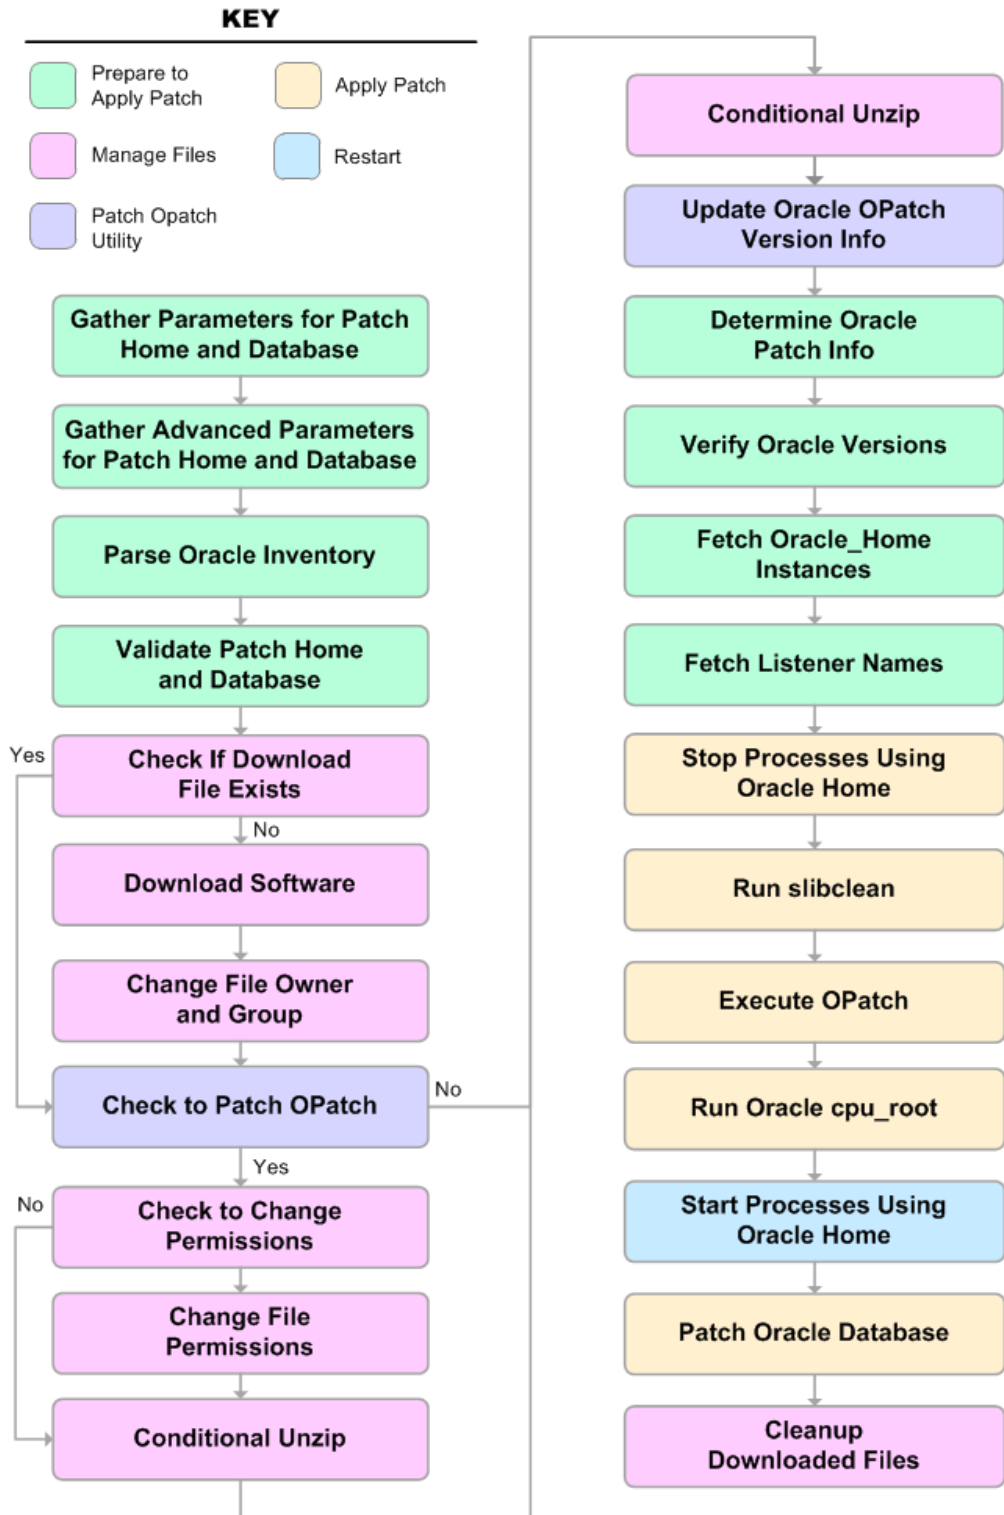 KEY
Prepare to
Apply Patch
Apply Patch
Manage Files
Restart
Patch Opatch
Utility
Gather Parameters for Patch
Home and Database
Gather Advanced Parameters
for Patch Home and Database
Parse Oracle Inventory
Validate Patch Home
and Database
Yes
Check If Download
File Exists
No
Download Software
Change File Owner
and Group
Check to Patch OPatch
No
Yes
No
Check to Change
Permissions
Change File
Permissions
Conditional Unzip
Conditional Unzip
Update Oracle OPatch
Version Info
Determine Oracle
Patch Info
Verify Oracle Versions
Fetch Oracle_Home
Instances
Fetch Listener Names
Stop Processes Using
Oracle Home
Run slibclean
Execute OPatch
Run Oracle cpu_root
Start Processes Using
Oracle Home
Patch Oracle Database
Cleanup
Downloaded Files